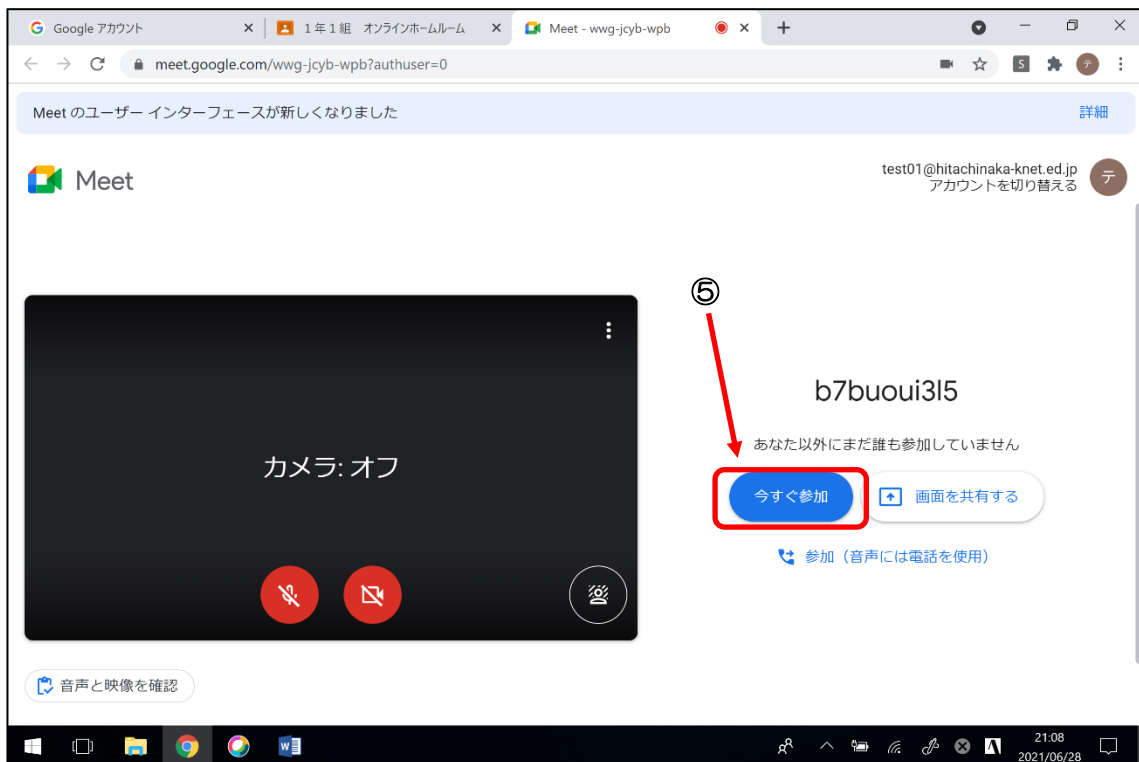 Google アカウント
1年1組 オンラインホームルーム
Meet - wwg-jcyb-wpb
meet.google.com/wwg-jcyb-wpb?authuser=0
S
テ
Meet のユーザー インターフェースが新しくなりました
詳細
Meet
test01@hitachinaka-knet.ed.jp
アカウントを切り替える
テ
⑤
カメラ: オフ
b7buoui3l5
あなた以外にまだ誰も参加していません
今すぐ参加
画面を共有する
参加（音声には電話を使用）
音声と映像を確認
21:08
2021/06/28